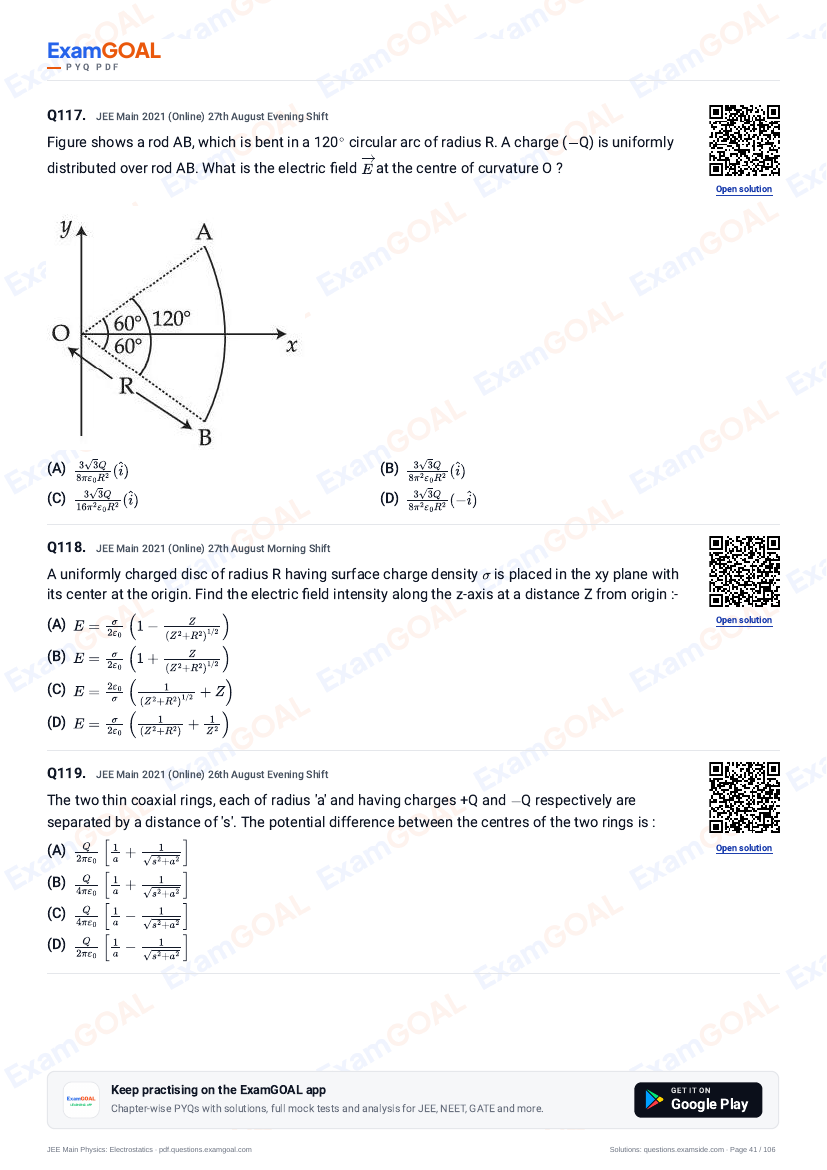 ExamGOAL
PYQ PDF
Q117. JEE Main 2021 (Online) 27th August Evening Shift
Figure shows a rod AB, which is bent in a 120° circular arc of radius R. A charge (−Q) is uniformly
distributed over rod AB. What is the electric field \(\overrightarrow{E}\) at the centre of curvature O ?
Open solution
y
A
60° 120°
O
60°
x
R
B
(A) \(\frac{3\sqrt{3}Q}{8\pi\varepsilon_0 R^2}(\hat{i})\) (B) \(\frac{3\sqrt{3}Q}{8\pi^2\varepsilon_0 R^2}(\hat{i})\)
(C) \(\frac{3\sqrt{3}Q}{16\pi^2\varepsilon_0 R^2}(\hat{i})\) (D) \(\frac{3\sqrt{3}Q}{8\pi^2\varepsilon_0 R^2}(-\hat{i})\)
Q118. JEE Main 2021 (Online) 27th August Morning Shift
A uniformly charged disc of radius R having surface charge density σ is placed in the xy plane with
its center at the origin. Find the electric field intensity along the z-axis at a distance Z from origin :-
Open solution
(A) \(E = \frac{\sigma}{2\varepsilon_0}\left(1 - \frac{Z}{(Z^2+R^2)^{1/2}}\right)\)
(B) \(E = \frac{\sigma}{2\varepsilon_0}\left(1 + \frac{Z}{(Z^2+R^2)^{1/2}}\right)\)
(C) \(E = \frac{2\varepsilon_0}{\sigma}\left(\frac{1}{(Z^2+R^2)^{1/2}} + Z\right)\)
(D) \(E = \frac{\sigma}{2\varepsilon_0}\left(\frac{1}{(Z^2+R^2)} + \frac{1}{Z^2}\right)\)
Q119. JEE Main 2021 (Online) 26th August Evening Shift
The two thin coaxial rings, each of radius 'a' and having charges +Q and −Q respectively are
separated by a distance of 's'. The potential difference between the centres of the two rings is :
Open solution
(A) \(\frac{Q}{2\pi\varepsilon_0}\left[\frac{1}{a} + \frac{1}{\sqrt{s^2+a^2}}\right]\)
(B) \(\frac{Q}{4\pi\varepsilon_0}\left[\frac{1}{a} + \frac{1}{\sqrt{s^2+a^2}}\right]\)
(C) \(\frac{Q}{4\pi\varepsilon_0}\left[\frac{1}{a} - \frac{1}{\sqrt{s^2+a^2}}\right]\)
(D) \(\frac{Q}{2\pi\varepsilon_0}\left[\frac{1}{a} - \frac{1}{\sqrt{s^2+a^2}}\right]\)
ExamGOAL
Keep practising on the ExamGOAL app
Chapter-wise PYQs with solutions, full mock tests and analysis for JEE, NEET, GATE and more.
GET IT ON
Google Play
JEE Main Physics: Electrostatics · pdf.questions.examgoal.com
Solutions: questions.examside.com · Page 41 / 106